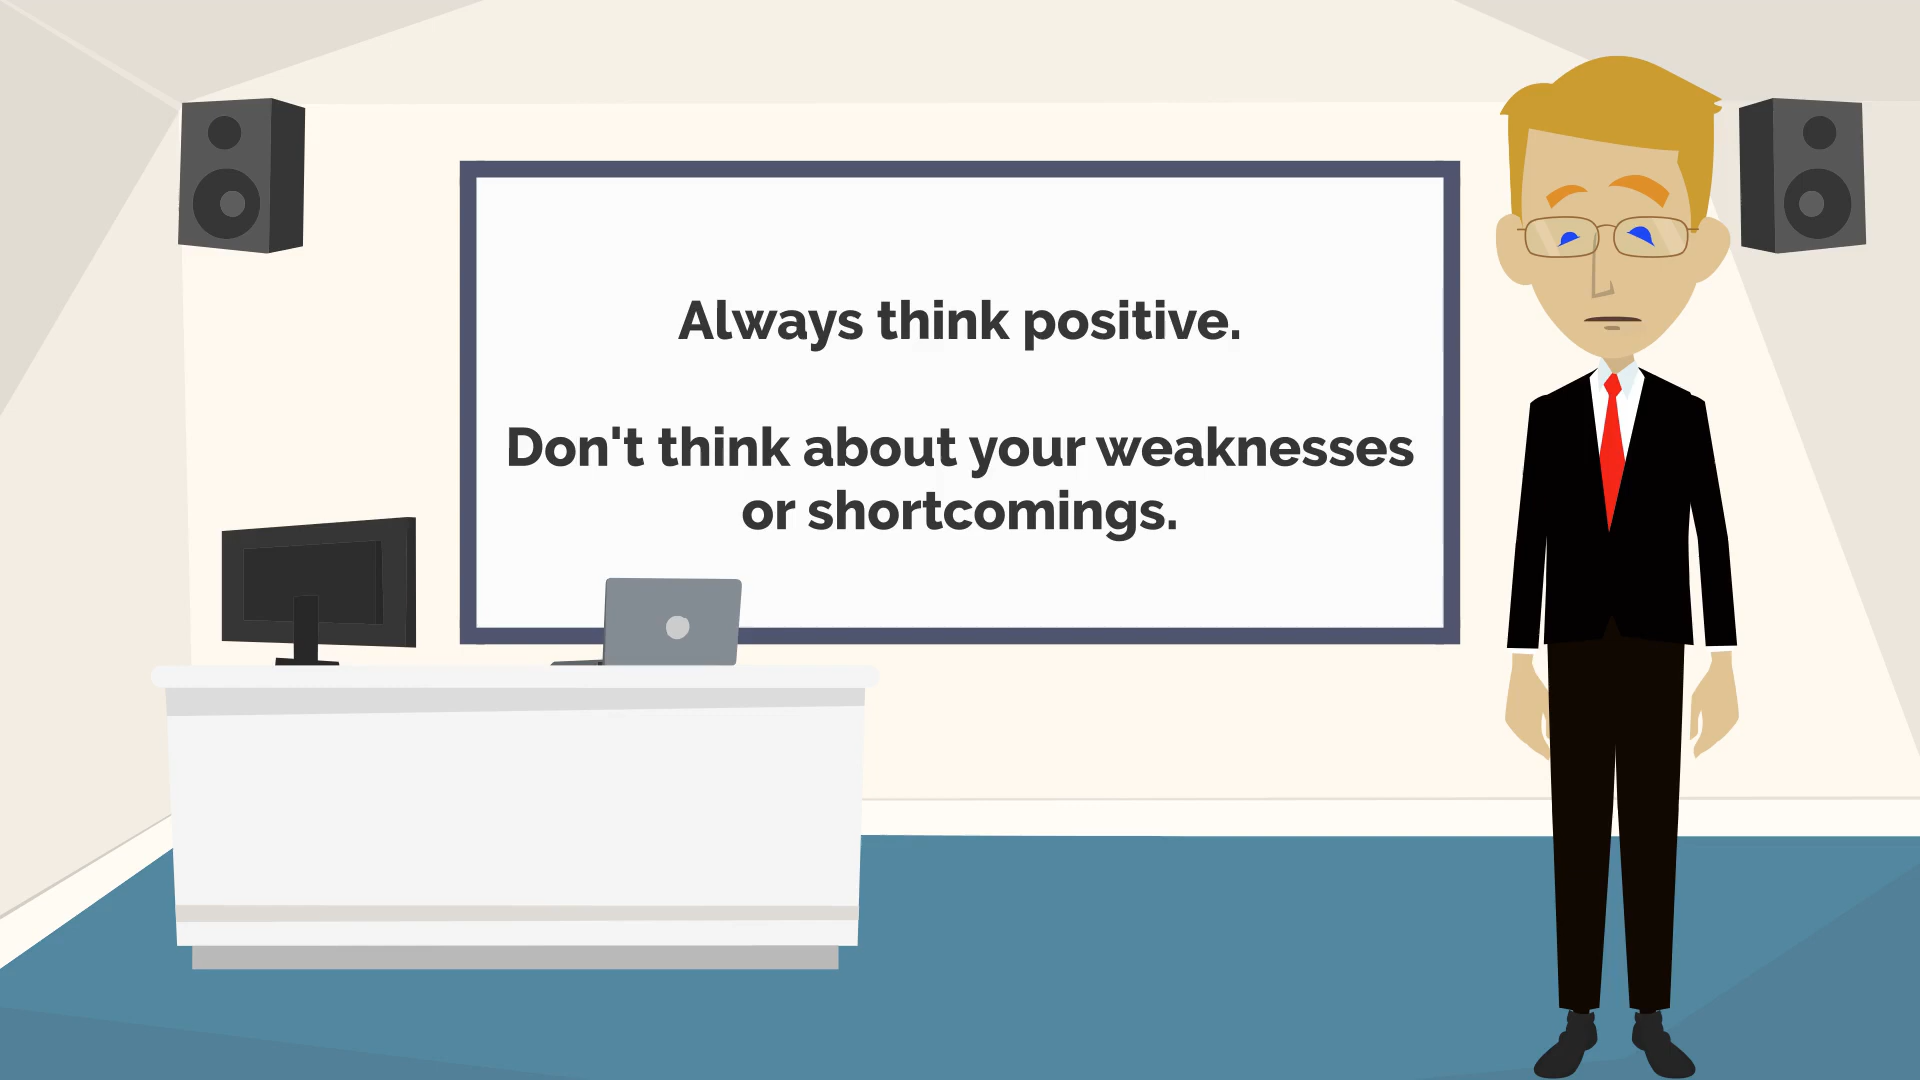 Always think positive.
Don't think about your weaknesses
or shortcomings.